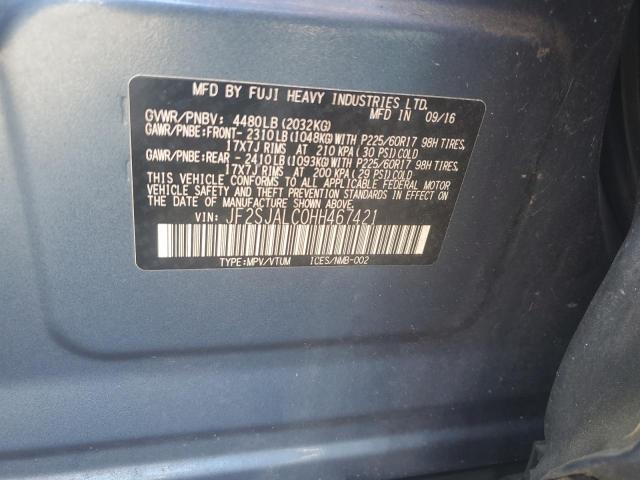 MFD BY FUJI HEAVY INDUSTRIES LTD.
MFD IN 09/16
GVWR/PNBV: 4480LB (2032KG)
GAWR/PNBE:FRONT-2310LB(1048KG)WITH P225/60R17 98H TIRES,
17X7J RIMS AT 210 KPA (30 PSI)COLD
GAWR/PNBE:REAR -2410LB(1093KG)WITH P225/60R17 98H TIRES,
17X7J RIMS AT 200 KPA (29 PSI)COLD
THIS VEHICLE CONFORMS TO ALL APPLICABLE FEDERAL MOTOR
VEHICLE SAFETY AND THEFT PREVENTION STANDARDS IN EFFECT
ON THE DATE OF MANUFACTURE SHOWN ABOVE.
VIN: JF2SJALC0HH467421
TYPE:MPV/VTUM ICES/NMB-002